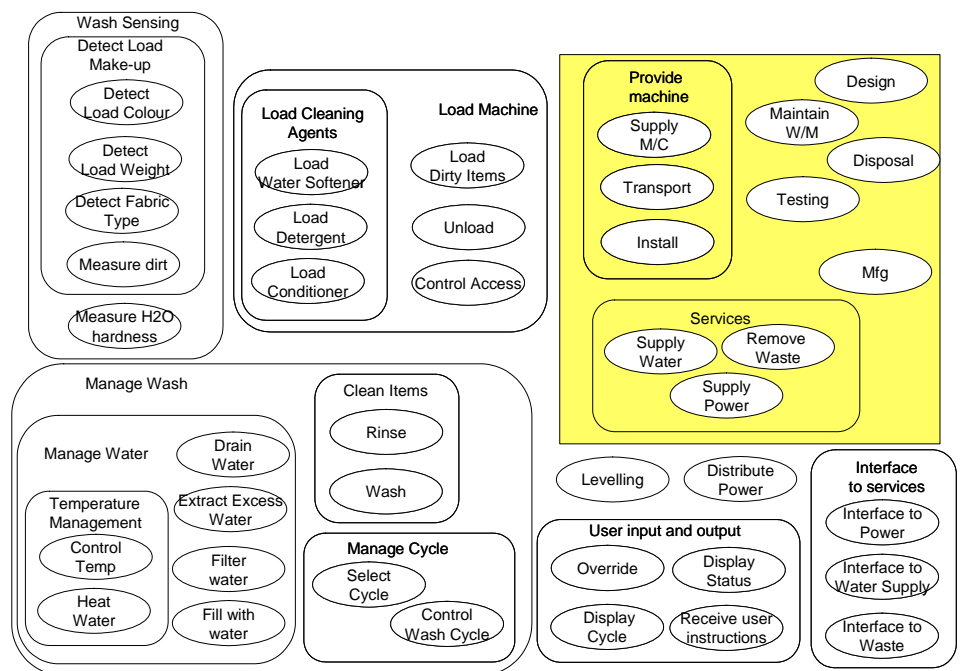 Wash Sensing
Detect Load
Make-up
Detect
Load Colour
Detect
Load Weight
Detect Fabric
Type
Measure dirt
Measure H2O
hardness
Load Machine
Load Cleaning
Agents
Load
Water Softener
Load
Detergent
Load
Conditioner
Load
Dirty Items
Unload
Control Access
Provide
machine
Supply
M/C
Transport
Install
Design
Maintain
W/M
Disposal
Testing
Mfg
Services
Supply
Water
Remove
Waste
Supply
Power
Manage Wash
Manage Water
Drain
Water
Extract Excess
Water
Filter
water
Fill with
water
Temperature
Management
Control
Temp
Heat
Water
Clean Items
Rinse
Wash
Manage Cycle
Select
Cycle
Control
Wash Cycle
Levelling
Distribute
Power
User input and output
Override
Display
Status
Display
Cycle
Receive user
instructions
Interface
to services
Interface to
Power
Interface to
Water Supply
Interface to
Waste